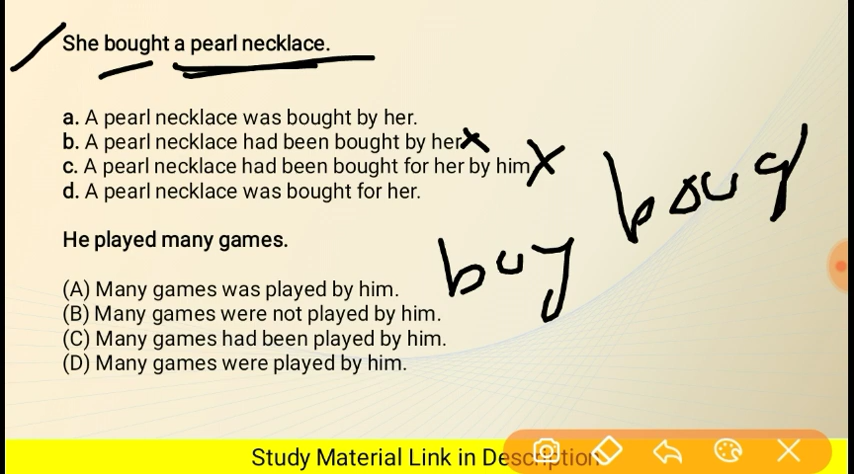 She bought a pearl necklace.
a. A pearl necklace was bought by her.
b. A pearl necklace had been bought by her
c. A pearl necklace had been bought for her by him
d. A pearl necklace was bought for her.
He played many games.
(A) Many games was played by him.
(B) Many games were not played by him.
(C) Many games had been played by him.
(D) Many games were played by him.
buy boug
Study Material Link in Description